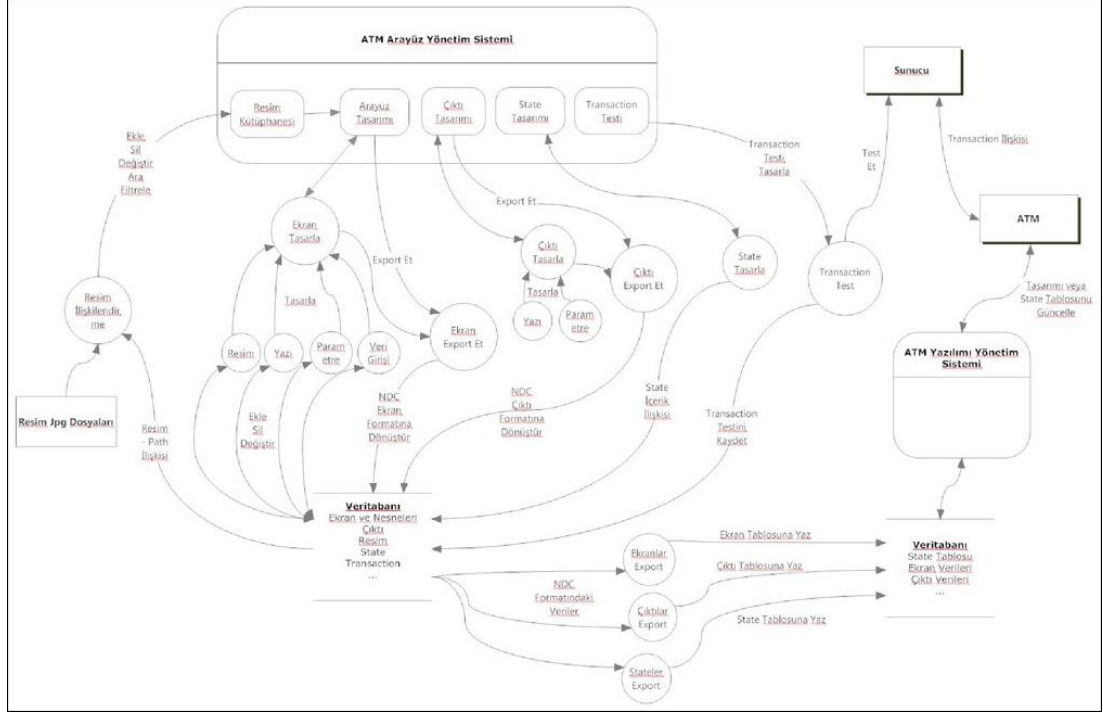 ATM Arayüz Yönetim Sistemi
Resim
Kütüphanesi
Arayüz
Tasarımı
Çıktı
Tasarımı
State
Tasarımı
Transaction
Testi
Sunucu
Ekle
Sil
Değiştir
Ara
Filtrele
Transaction
Testi
Tasarla
Test
Et
Transaction İlişkisi
ATM
Export Et
Ekran
Tasarla
Export Et
Çıktı
Tasarla
Çıktı
Export Et
State
Tasarla
Transaction
Test
Tasarımı veya
State Tablosunu
Güncelle
Resim
İlişkilendir
me
Tasarla
Tasarla
Yazı
Param
etre
Ekran
Export Et
Resim
Yazı
Param
etre
Veri
Girişi
ATM Yazılımı Yönetim
Sistemi
Resim Jpg Dosyaları
Resim
- Path
İlişkisi
Ekle
Sil
Değiştir
NDC
Ekran
Formatına
Dönüştür
NDC
Çıktı
Formatına
Dönüştür
State
İçerik
İlişkisi
Transaction
Testini
Kaydet
Veritabanı
Ekran ve Nesneleri
Çıktı
Resim
State
Transaction
...
Ekranlar
Export
Ekran Tablosuna Yaz
NDC
Formatındaki
Veriler
Çıktılar
Export
Çıktı Tablosuna Yaz
Stateler
Export
State Tablosuna Yaz
Veritabanı
State Tablosu
Ekran Verileri
Çıktı Verileri
...